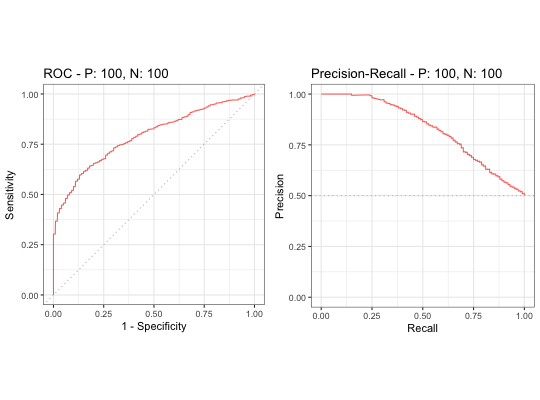 ROC - P: 100, N: 100
1.00
0.75
0.50
0.25
0.00
Sensitivity
0.00 0.25 0.50 0.75 1.00
1 - Specificity
Precision-Recall - P: 100, N: 100
1.00
0.75
0.50
0.25
0.00
Precision
0.00 0.25 0.50 0.75 1.00
Recall